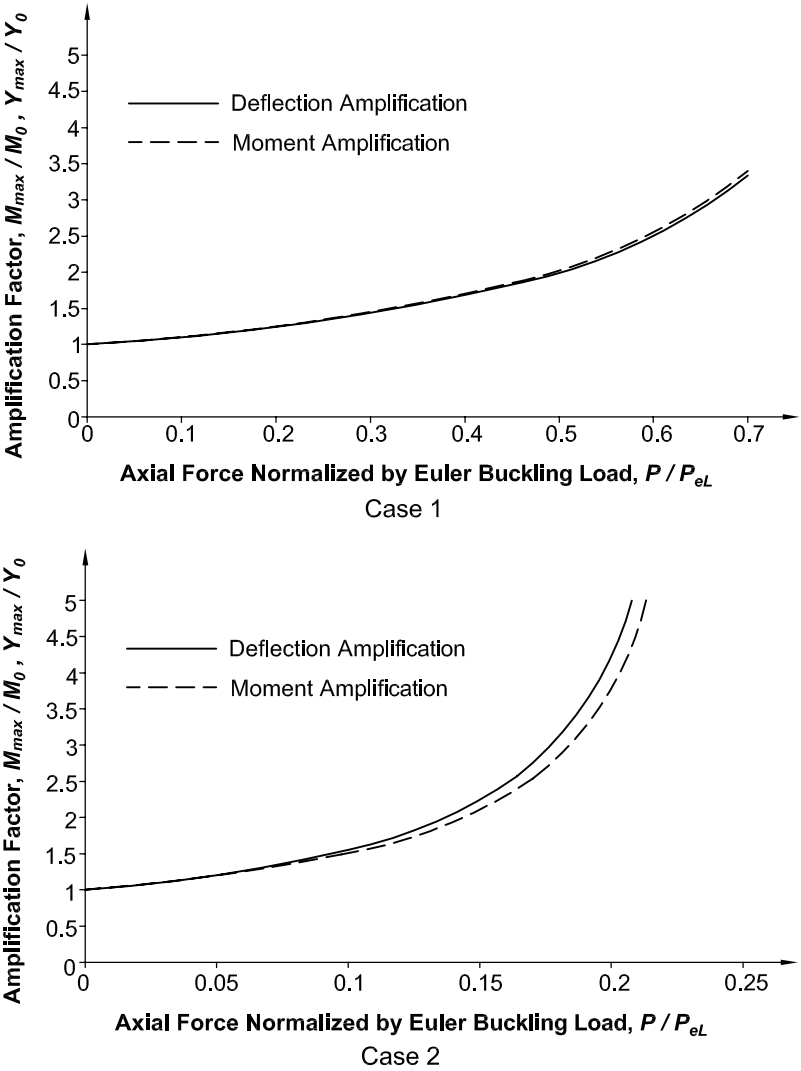 Amplification Factor, Mmax / M0 , Ymax / Y0
5
4.5
4
3.5
3
2.5
2
1.5
1
0.5
0
Deflection Amplification
Moment Amplification
0 0.1 0.2 0.3 0.4 0.5 0.6 0.7
Axial Force Normalized by Euler Buckling Load, P / PeL
Case 1
Amplification Factor, Mmax / M0 , Ymax / Y0
5
4.5
4
3.5
3
2.5
2
1.5
1
0.5
0
Deflection Amplification
Moment Amplification
0 0.05 0.1 0.15 0.2 0.25
Axial Force Normalized by Euler Buckling Load, P / PeL
Case 2